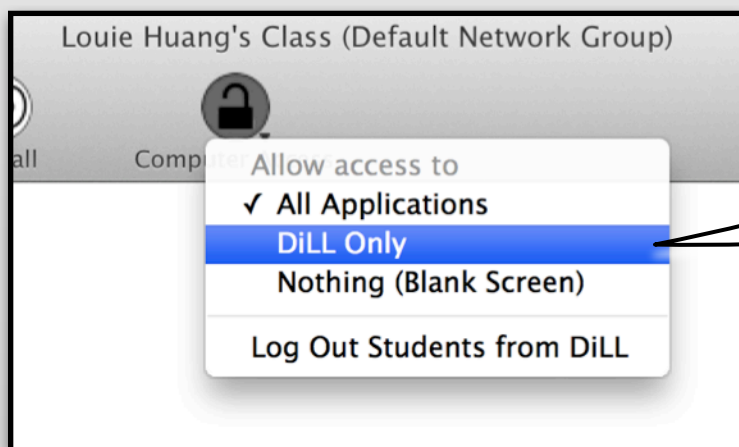 Louie Huang's Class (Default Network Group)
all
Comp
Allow access to
✓ All Applications
DiLL Only
Nothing (Blank Screen)
Log Out Students from DiLL